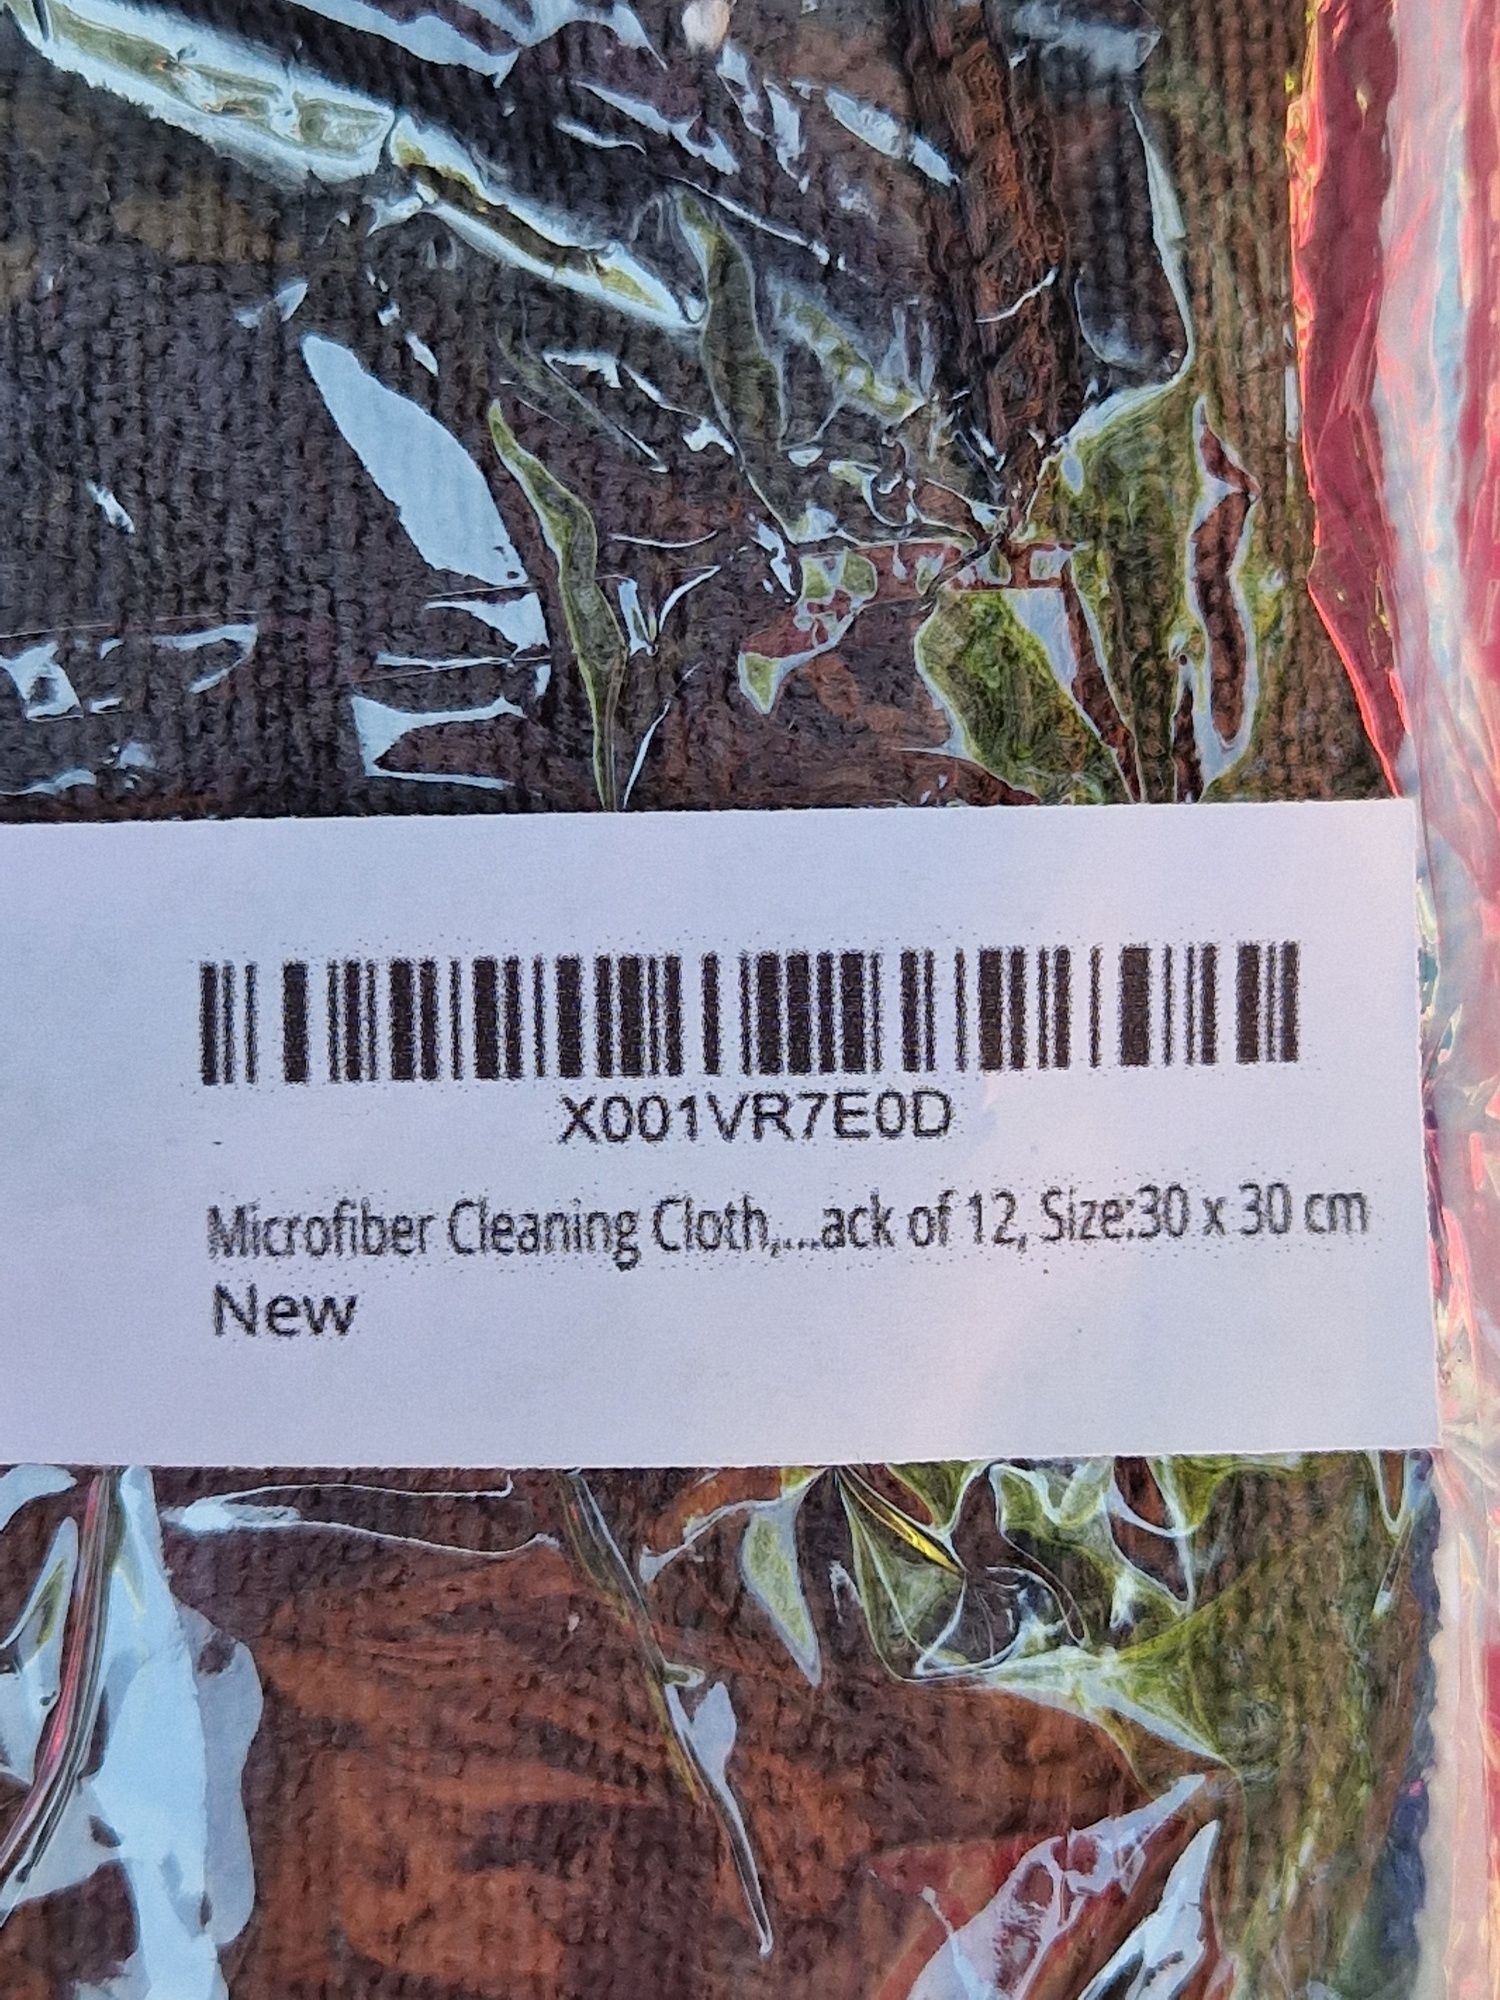 X001VR7E0D
Microfiber Cleaning Cloth,...ack of 12, Size:30 x 30 cm
New